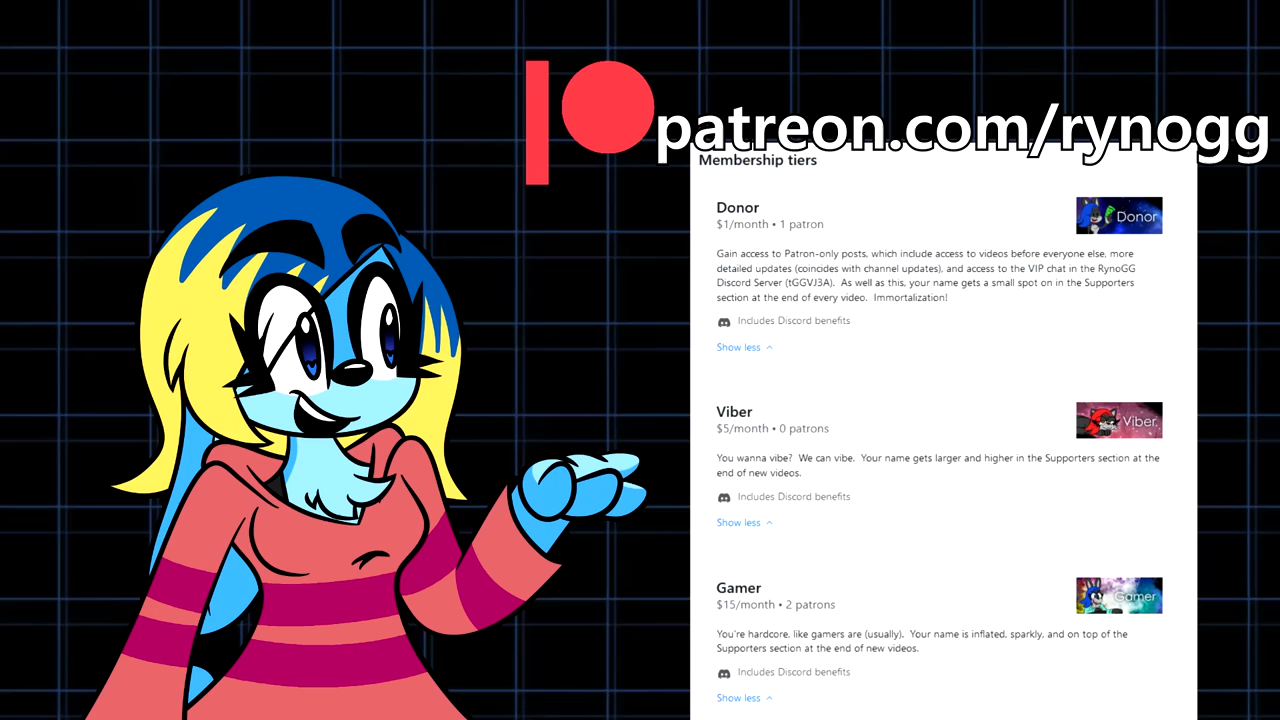 patreon.com/rynogg
Membership tiers
Donor
$1/month • 1 patron
Donor
Gain access to Patron-only posts, which include access to videos before everyone else, more
detailed updates (coincides with channel updates), and access to the VIP chat in the RynoGG
Discord Server (tGGVJ3A). As well as this, your name gets a small spot on in the Supporters
section at the end of every video. Immortalization!
Includes Discord benefits
Show less
Viber
$5/month • 0 patrons
Viber.
You wanna vibe? We can vibe. Your name gets larger and higher in the Supporters section at the
end of new videos.
Includes Discord benefits
Show less
Gamer
$15/month • 2 patrons
Gamer
You're hardcore, like gamers are (usually). Your name is inflated, sparkly, and on top of the
Supporters section at the end of new videos.
Includes Discord benefits
Show less